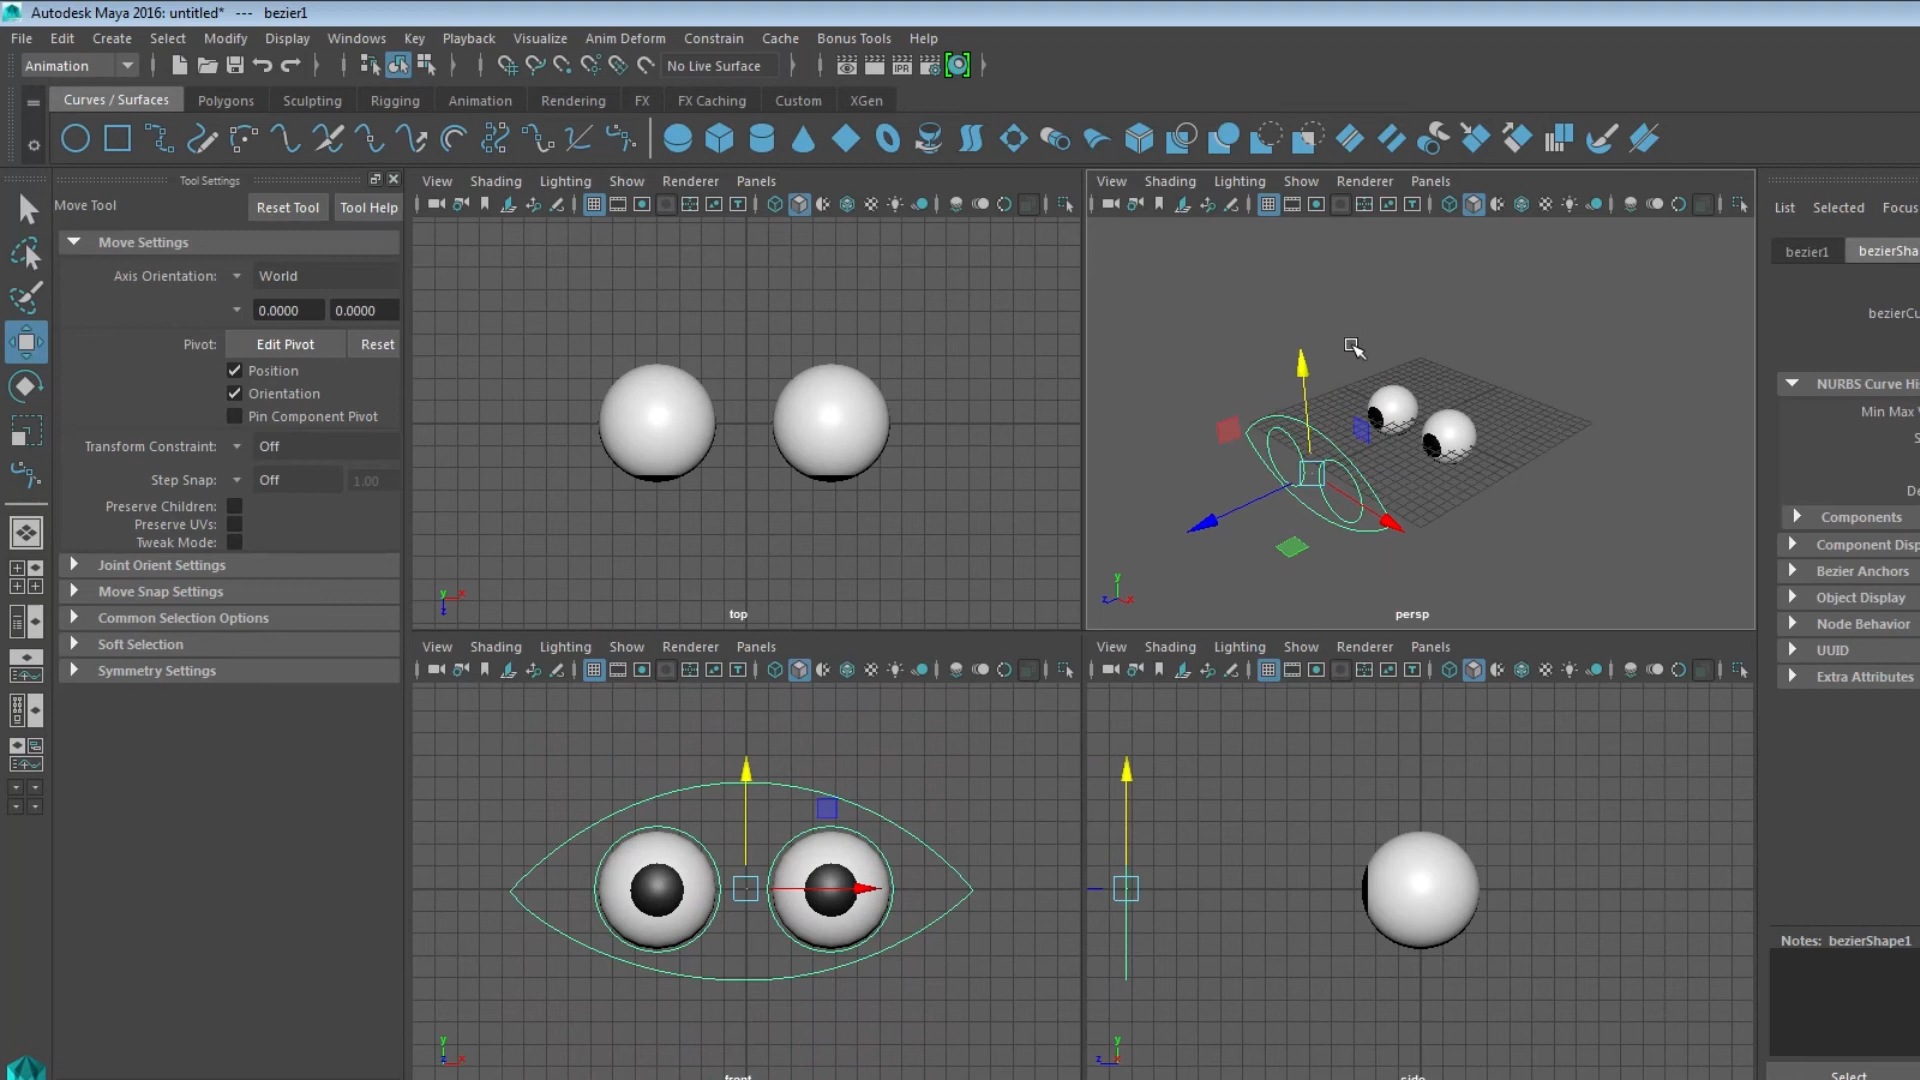 Autodesk Maya 2016: untitled* --- bezier1
File Edit Create Select Modify Display Windows Key Playback Visualize Anim Deform Constrain Cache Bonus Tools Help
Animation No Live Surface IPR
Curves / Surfaces Polygons Sculpting Rigging Animation Rendering FX FX Caching Custom XGen
Tool Settings
Move Tool Reset Tool Tool Help
Move Settings
Axis Orientation: World
0.0000 0.0000
Pivot: Edit Pivot Reset
Position
Orientation
Pin Component Pivot
Transform Constraint: Off
Step Snap: Off 1.00
Preserve Children:
Preserve UVs:
Tweak Mode:
Joint Orient Settings
Move Snap Settings
Common Selection Options
Soft Selection
Symmetry Settings
View Shading Lighting Show Renderer Panels
y x
z
top
View Shading Lighting Show Renderer Panels
y
z x
persp
View Shading Lighting Show Renderer Panels
y
z x
front
View Shading Lighting Show Renderer Panels
y
z x
side
List Selected Focus
bezier1 bezierSha
bezierCu
NURBS Curve His
Min Max V
S
De
Components
Component Disp
Bezier Anchors
Object Display
Node Behavior
UUID
Extra Attributes
Notes: bezierShape1
Select